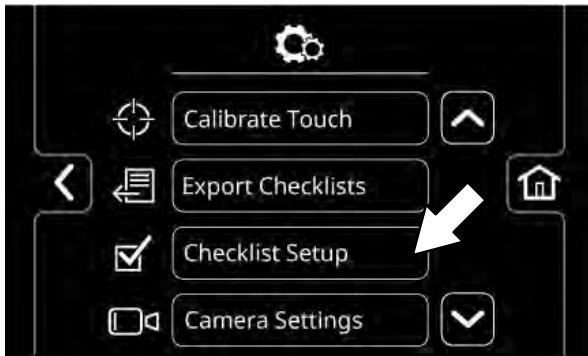 Calibrate Touch
Export Checklists
Checklist Setup
Camera Settings